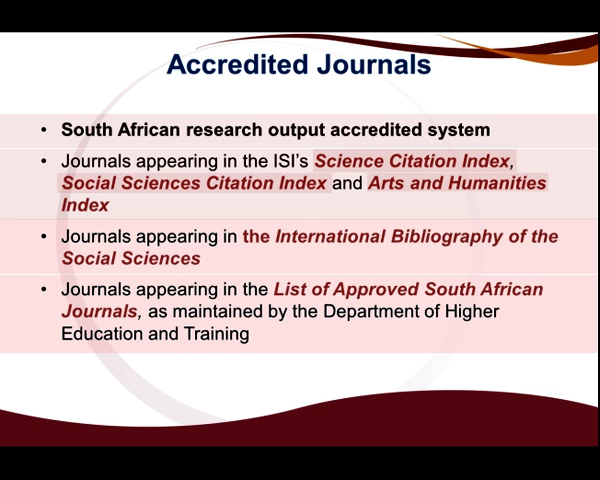 Accredited Journals
• South African research output accredited system
• Journals appearing in the ISI's Science Citation Index,
Social Sciences Citation Index and Arts and Humanities
Index
• Journals appearing in the International Bibliography of the
Social Sciences
• Journals appearing in the List of Approved South African
Journals, as maintained by the Department of Higher
Education and Training